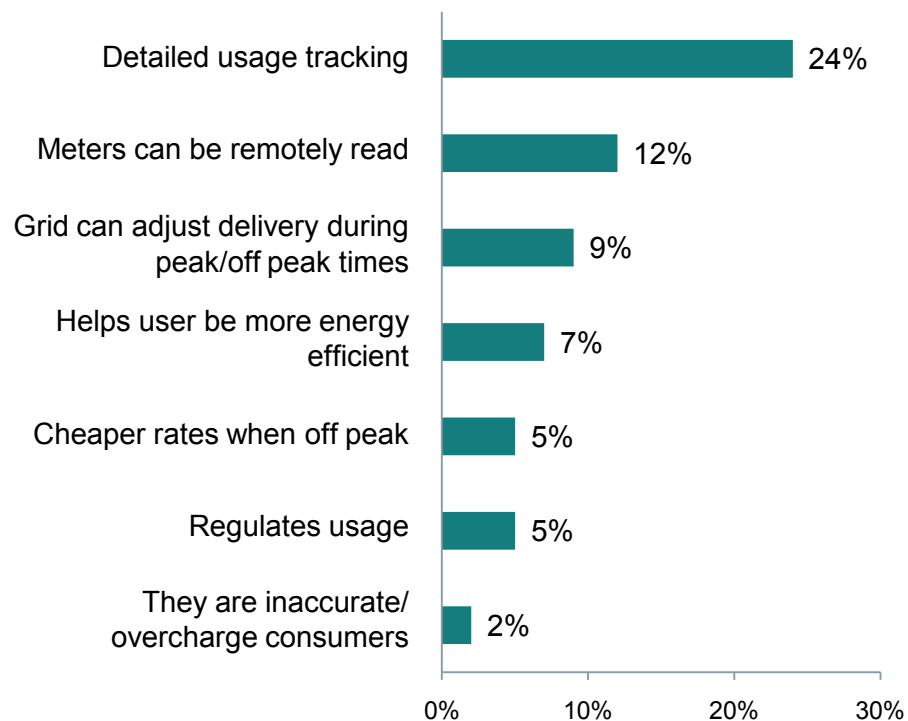 Detailed usage tracking
24%
Meters can be remotely read
12%
Grid can adjust delivery during
peak/off peak times
9%
Helps user be more energy
efficient
7%
Cheaper rates when off peak
5%
Regulates usage
5%
They are inaccurate/
overcharge consumers
2%
0%
10%
20%
30%